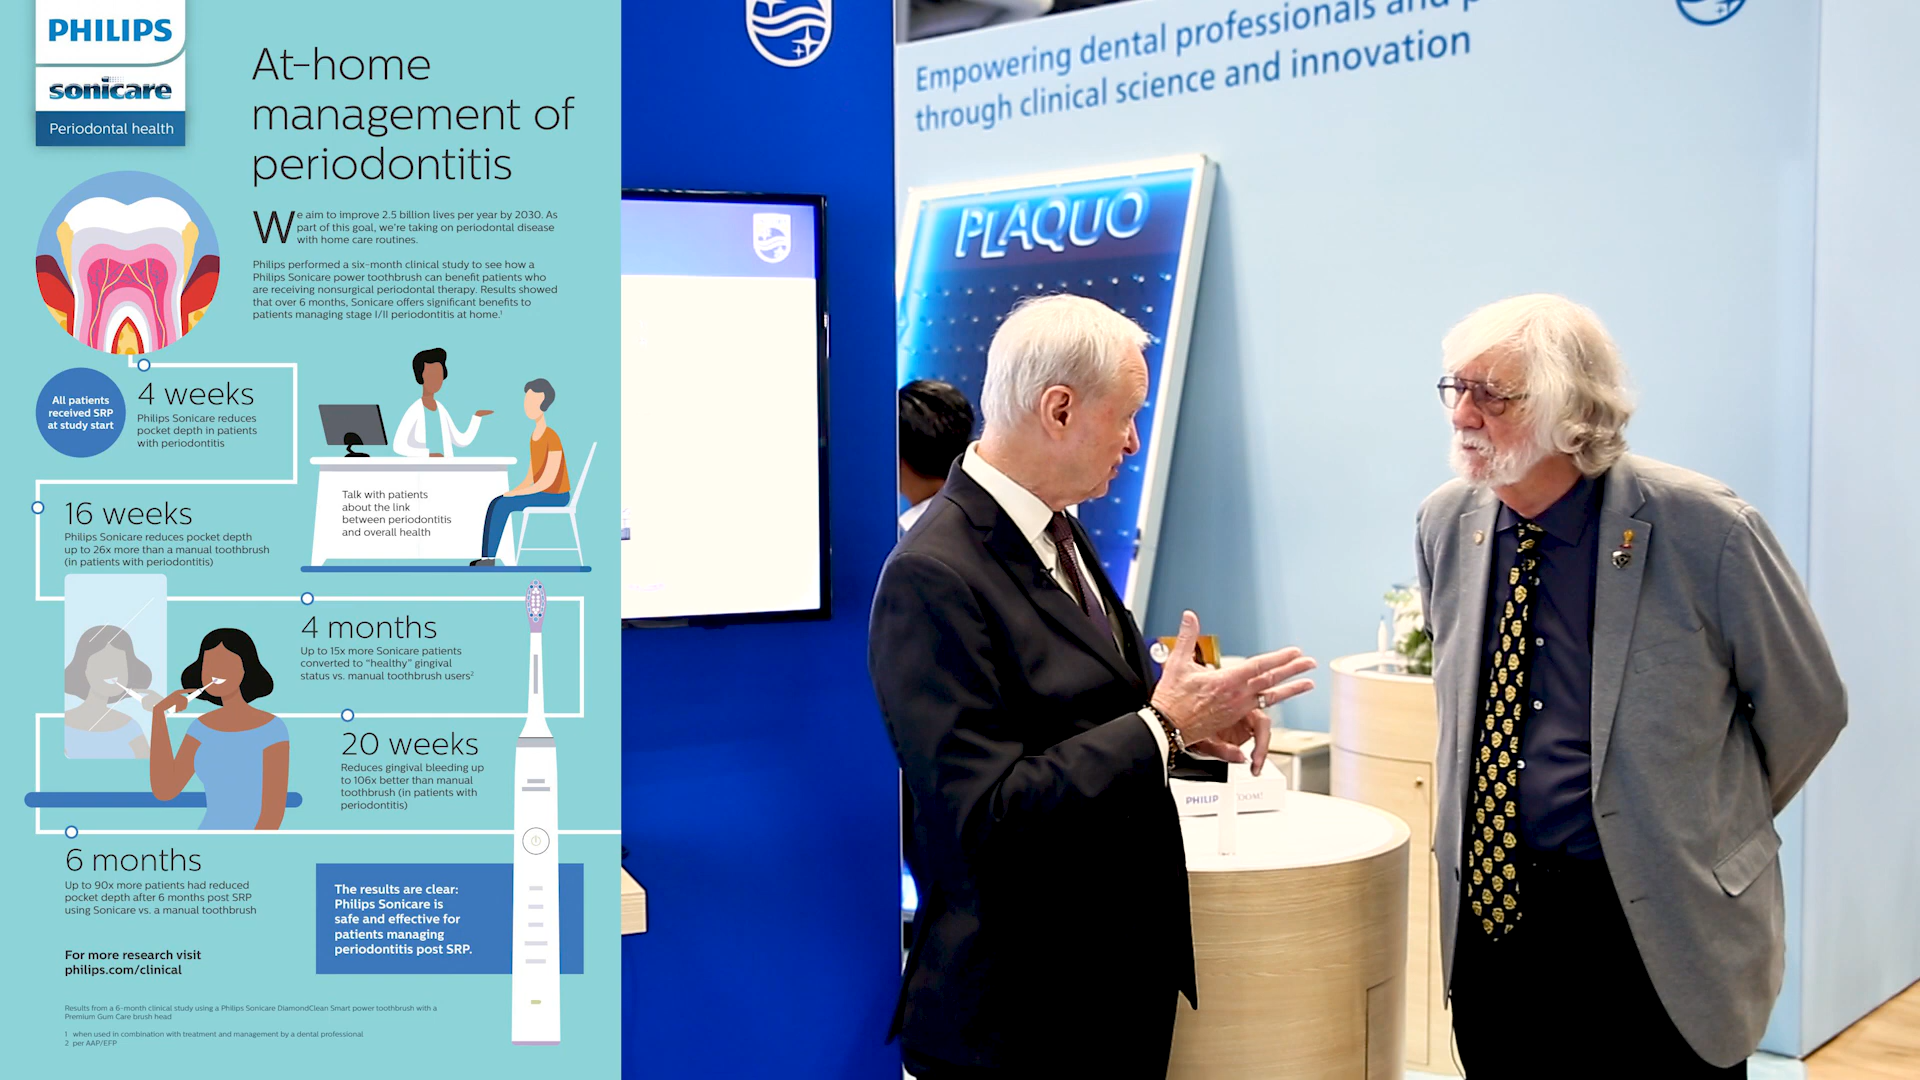 PHILIPS
sonicare
Periodontal health
At-home
management of
periodontitis
We aim to improve 2.5 billion lives per year by 2030. As
part of this goal, we're taking on periodontal disease
with home care routines.
Philips performed a six-month clinical study to see how a
Philips Sonicare power toothbrush can benefit patients who
are receiving nonsurgical periodontal therapy. Results showed
that over 6 months, Sonicare offers significant benefits to
patients managing stage I/II periodontitis at home.¹
All patients
received SRP
at study start
4 weeks
Philips Sonicare reduces
pocket depth in patients
with periodontitis
Talk with patients
about the link
between periodontitis
and overall health
16 weeks
Philips Sonicare reduces pocket depth
up to 26x more than a manual toothbrush
(in patients with periodontitis)
4 months
Up to 15x more Sonicare patients
converted to "healthy" gingival
status vs. manual toothbrush users²
20 weeks
Reduces gingival bleeding up
to 106x better than manual
toothbrush (in patients with
periodontitis)
6 months
Up to 90x more patients had reduced
pocket depth after 6 months post SRP
using Sonicare vs. a manual toothbrush
The results are clear:
Philips Sonicare is
safe and effective for
patients managing
periodontitis post SRP.
For more research visit
philips.com/clinical
Results from a 6-month clinical study using a Philips Sonicare DiamondClean Smart power toothbrush with a
Premium Gum Care brush head
1 when used in combination with treatment and management by a dental professional
2 per AAP/EFP
Empowering dental professionals and
through clinical science and innovation
PLAQUO
PHILIP